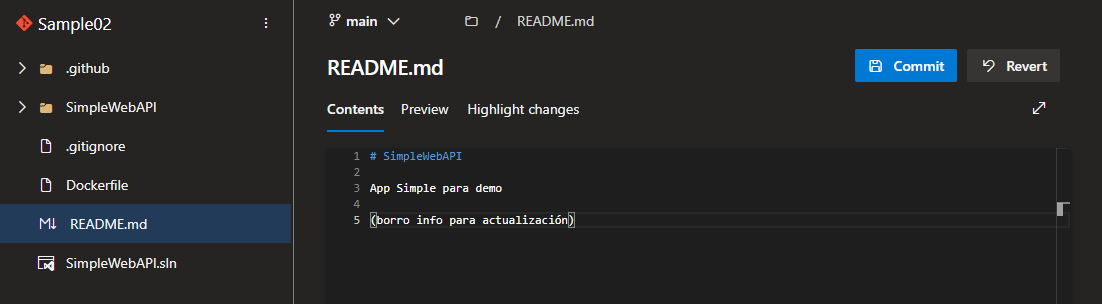 Sample02
.github
SimpleWebAPI
.gitignore
Dockerfile
README.md
SimpleWebAPI.sln
main
/ README.md
README.md
Commit
Revert
Contents
Preview
Highlight changes
1 # SimpleWebAPI
2
3 App Simple para demo
4
5 (borro info para actualización)